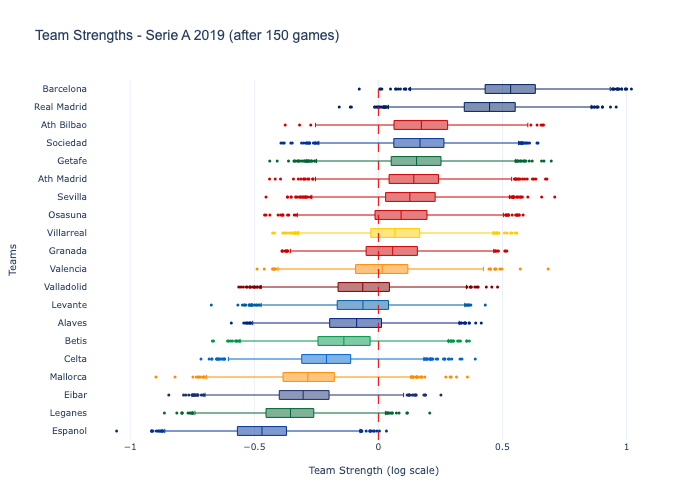 Team Strengths - Serie A 2019 (after 150 games)
Barcelona
Real Madrid
Ath Bilbao
Sociedad
Getafe
Ath Madrid
Sevilla
Osasuna
Villarreal
Granada
Valencia
Valladolid
Levante
Alaves
Betis
Celta
Mallorca
Eibar
Leganes
Espanol
Teams
−1 −0.5 0 0.5 1
Team Strength (log scale)